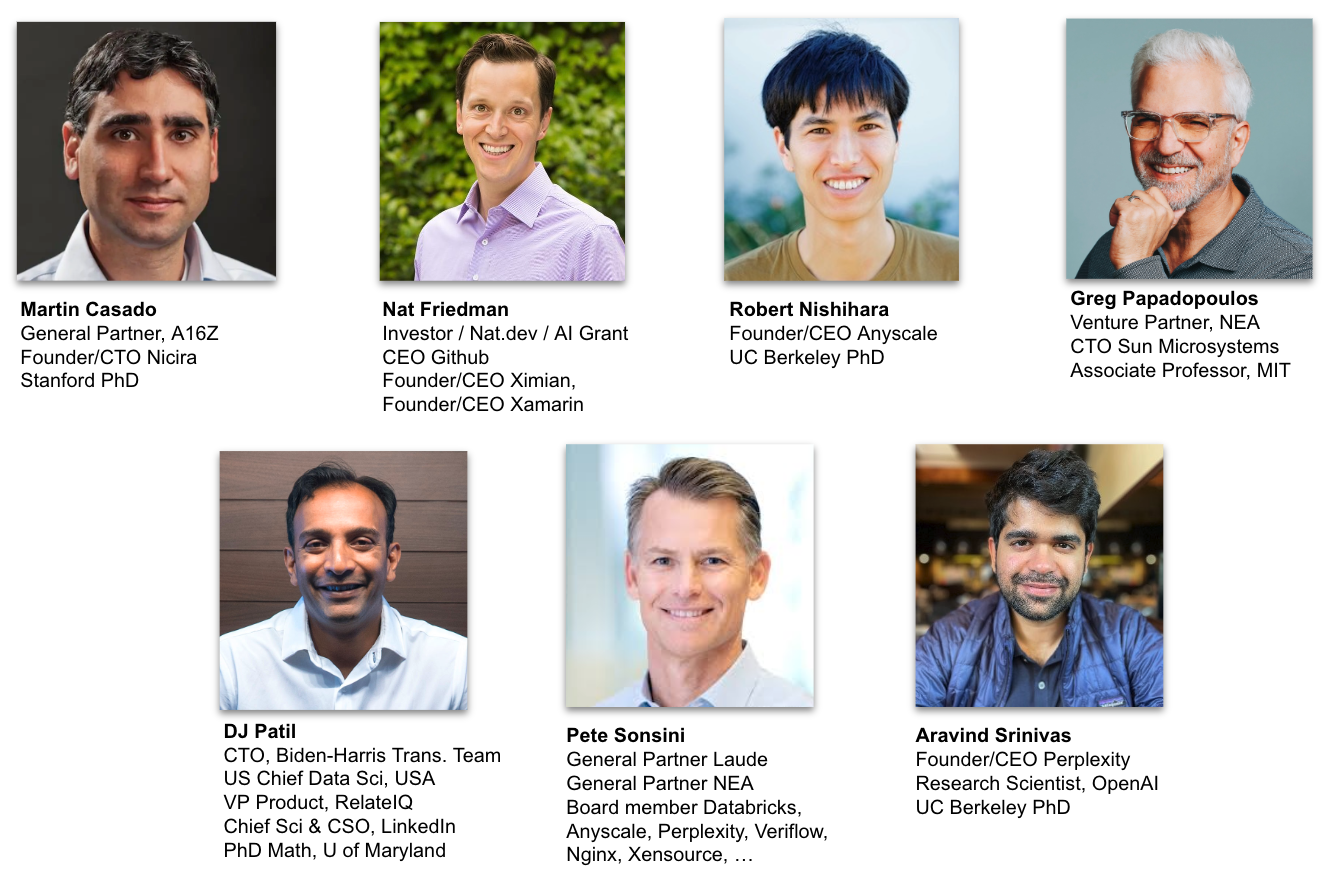 Martin Casado
General Partner, A16Z
Founder/CTO Nicira
Stanford PhD
Nat Friedman
Investor / Nat.dev / AI Grant
CEO Github
Founder/CEO Ximian,
Founder/CEO Xamarin
Robert Nishihara
Founder/CEO Anyscale
UC Berkeley PhD
Greg Papadopoulos
Venture Partner, NEA
CTO Sun Microsystems
Associate Professor, MIT
DJ Patil
CTO, Biden-Harris Trans. Team
US Chief Data Sci, USA
VP Product, RelateIQ
Chief Sci & CSO, LinkedIn
PhD Math, U of Maryland
Pete Sonsini
General Partner Laude
General Partner NEA
Board member Databricks,
Anyscale, Perplexity, Veriflow,
Nginx, Xensource, …
Aravind Srinivas
Founder/CEO Perplexity
Research Scientist, OpenAI
UC Berkeley PhD